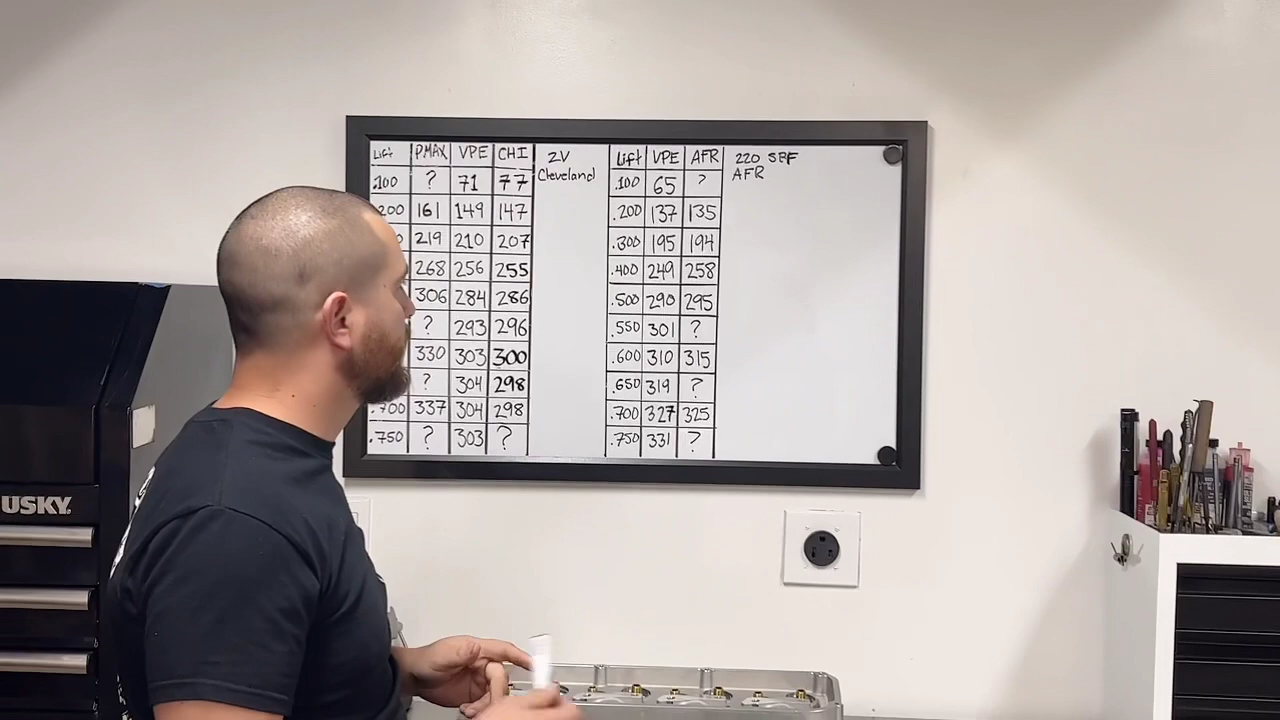 Lift PMAX VPE CHI
.100 ? 71 77
.200 161 149 147
219 210 207
268 256 255
306 284 286
? 293 296
330 303 300
? 304 298
.700 337 304 298
.750 ? 303 ?
2V
Cleveland
Lift VPE AFR
.100 65 ?
.200 137 135
.300 195 194
.400 249 258
.500 290 295
.550 301 ?
.600 310 315
.650 319 ?
.700 327 325
.750 331 ?
220 SBF
AFR
USKY.